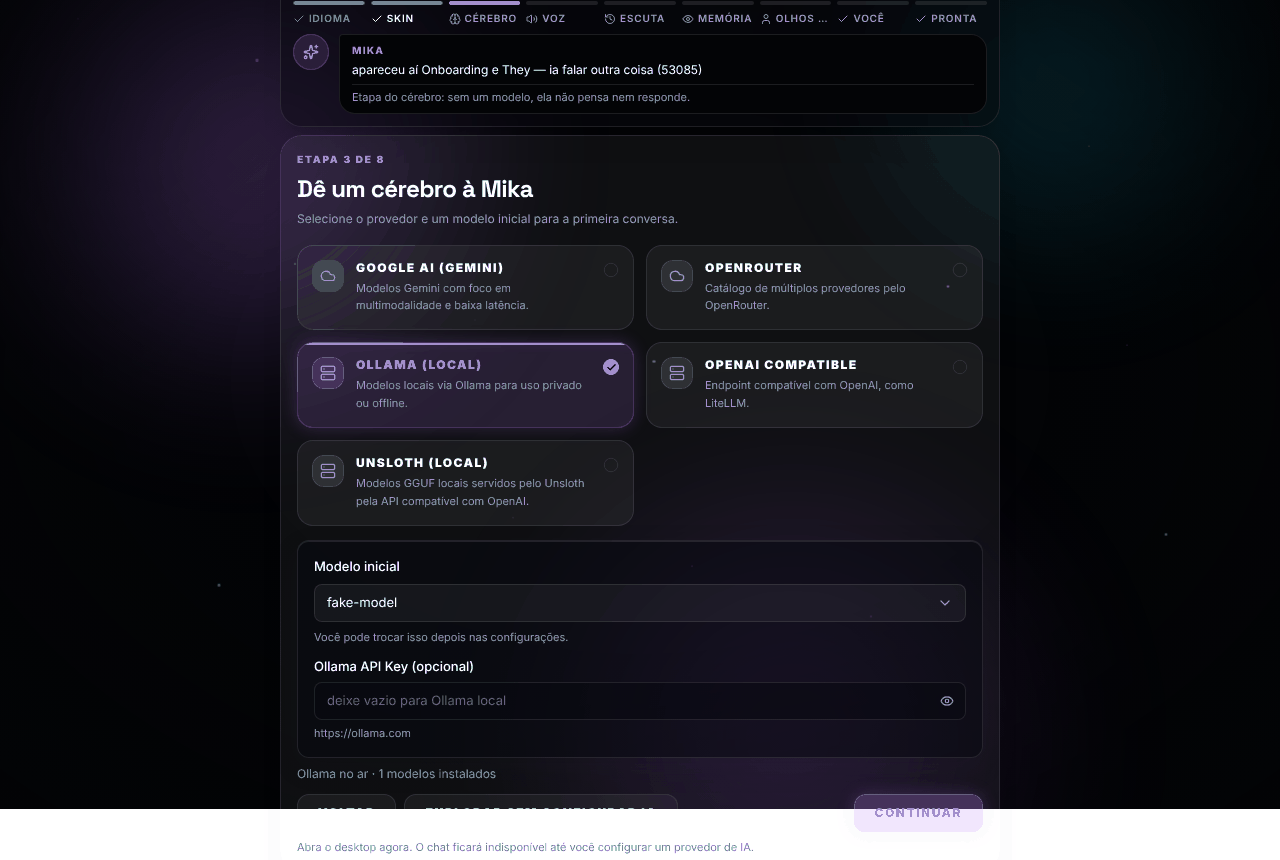 IDIOMA
SKIN
CÉREBRO
VOZ
ESCUTA
MEMÓRIA
OLHOS ...
VOCÊ
PRONTA
MIKA
apareceu aí Onboarding e They — ia falar outra coisa (53085)
Etapa do cérebro: sem um modelo, ela não pensa nem responde.
ETAPA 3 DE 8
Dê um cérebro à Mika
Selecione o provedor e um modelo inicial para a primeira conversa.
GOOGLE AI (GEMINI)
Modelos Gemini com foco em
multimodalidade e baixa latência.
OPENROUTER
Catálogo de múltiplos provedores pelo
OpenRouter.
OLLAMA (LOCAL)
Modelos locais via Ollama para uso privado
ou offline.
OPENAI COMPATIBLE
Endpoint compatível com OpenAI, como
LiteLLM.
UNSLOTH (LOCAL)
Modelos GGUF locais servidos pelo Unsloth
pela API compatível com OpenAI.
Modelo inicial
fake-model
Você pode trocar isso depois nas configurações.
Ollama API Key (opcional)
deixe vazio para Ollama local
https://ollama.com
Ollama no ar · 1 modelos instalados
CONTINUAR
Abra o desktop agora. O chat ficará indisponível até você configurar um provedor de IA.